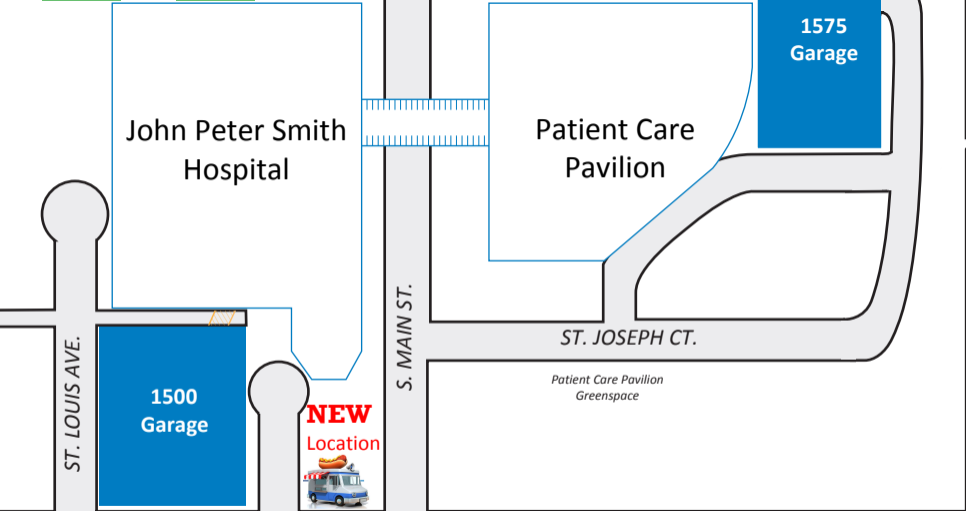 1575
Garage
John Peter Smith
Hospital
Patient Care
Pavilion
S. MAIN ST.
ST. JOSEPH CT.
ST. LOUIS AVE.
Patient Care Pavilion
Greenspace
1500
Garage
NEW
Location